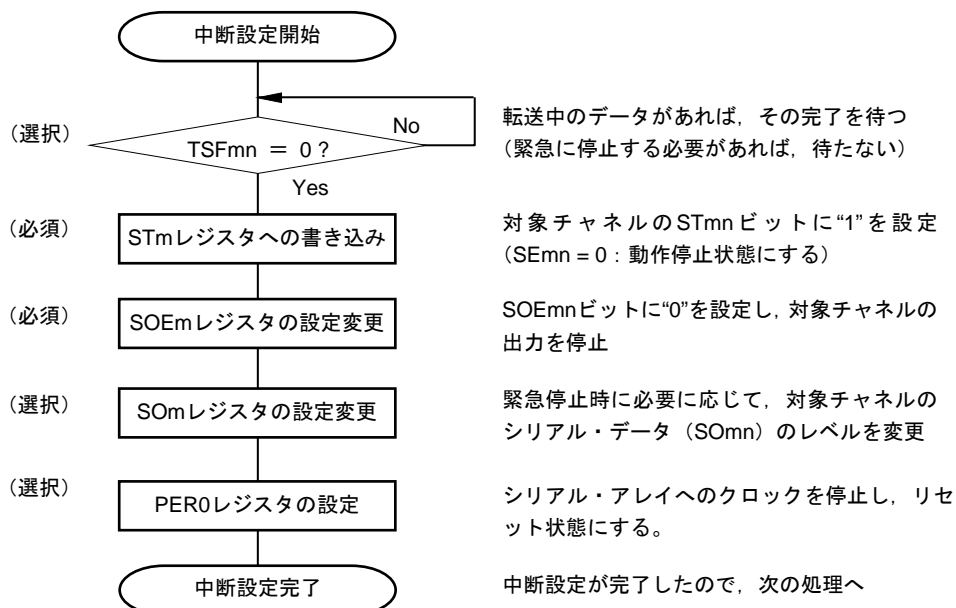 中断設定開始
(選択)
TSFmn = 0?
No
転送中のデータがあれば,その完了を待つ
(緊急に停止する必要があれば,待たない)
Yes
(必須)
STmレジスタへの書き込み
対象チャネルのSTmnビットに“1”を設定
(SEmn = 0:動作停止状態にする)
(必須)
SOEmレジスタの設定変更
SOEmnビットに“0”を設定し,対象チャネルの
出力を停止
(選択)
SOmレジスタの設定変更
緊急停止時に必要に応じて,対象チャネルの
シリアル・データ(SOmn)のレベルを変更
(選択)
PER0レジスタの設定
シリアル・アレイへのクロックを停止し,リセ
ット状態にする。
中断設定完了
中断設定が完了したので,次の処理へ